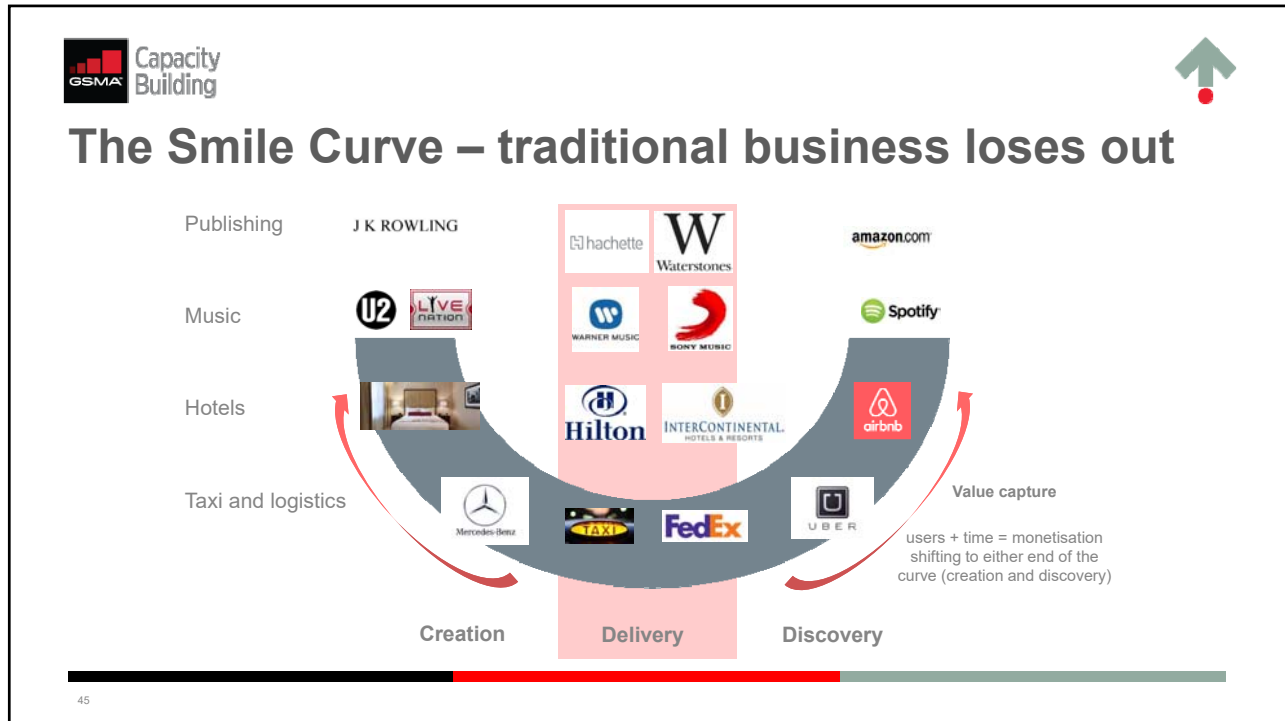 GSMA™
Capacity
Building
The Smile Curve – traditional business loses out
Publishing
J K ROWLING
hachette
W
Waterstones
amazon.com
Music
U2
LIVE
NATION
WARNER MUSIC
SONY MUSIC
Spotify
Hotels
H
Hilton
I
INTERCONTINENTAL.
HOTELS & RESORTS
airbnb
Taxi and logistics
Mercedes-Benz
TAXI
FedEx
U
UBER
Value capture
users + time = monetisation
shifting to either end of the
curve (creation and discovery)
Creation
Delivery
Discovery
45